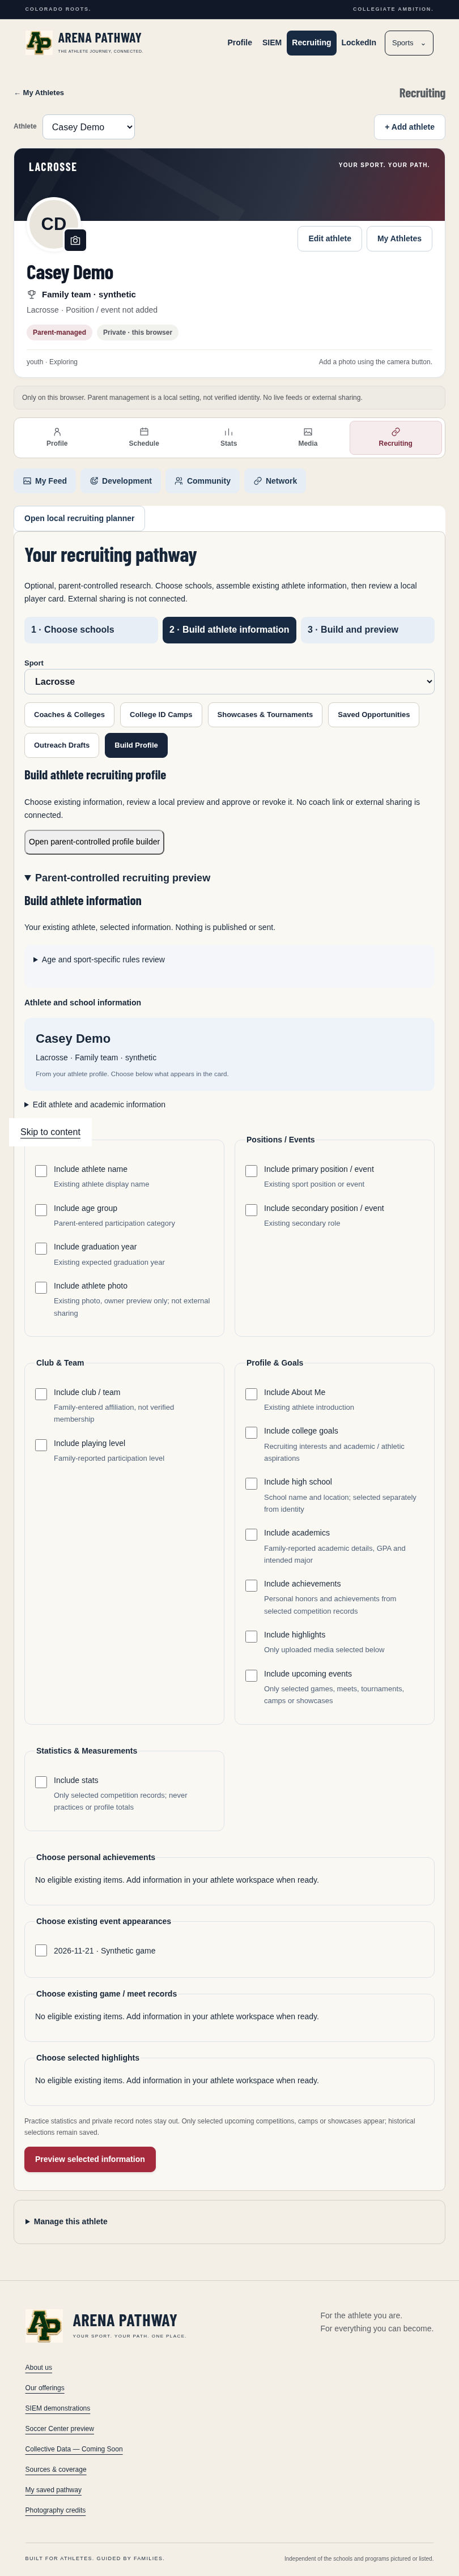 COLORADO ROOTS.
COLLEGIATE AMBITION.
AP
ARENA PATHWAY
THE ATHLETE JOURNEY, CONNECTED.
Profile
SIEM
Recruiting
LockedIn
Sports
← My Athletes
Recruiting
Athlete
Casey Demo
+ Add athlete
LACROSSE
YOUR SPORT. YOUR PATH.
CD
Edit athlete
My Athletes
Casey Demo
Family team · synthetic
Lacrosse · Position / event not added
Parent-managed
Private · this browser
youth · Exploring
Add a photo using the camera button.
Only on this browser. Parent management is a local setting, not verified identity. No live feeds or external sharing.
Profile
Schedule
Stats
Media
Recruiting
My Feed
Development
Community
Network
Open local recruiting planner
Your recruiting pathway
Optional, parent-controlled research. Choose schools, assemble existing athlete information, then review a local
player card. External sharing is not connected.
1 · Choose schools
2 · Build athlete information
3 · Build and preview
Sport
Lacrosse
Coaches & Colleges
College ID Camps
Showcases & Tournaments
Saved Opportunities
Outreach Drafts
Build Profile
Build athlete recruiting profile
Choose existing information, review a local preview and approve or revoke it. No coach link or external sharing is
connected.
Open parent-controlled profile builder
▼ Parent-controlled recruiting preview
Build athlete information
Your existing athlete, selected information. Nothing is published or sent.
▶ Age and sport-specific rules review
Athlete and school information
Casey Demo
Lacrosse · Family team · synthetic
From your athlete profile. Choose below what appears in the card.
▶ Edit athlete and academic information
Skip to content
Include athlete name
Existing athlete display name
Include age group
Parent-entered participation category
Include graduation year
Existing expected graduation year
Include athlete photo
Existing photo, owner preview only; not external
sharing
Positions / Events
Include primary position / event
Existing sport position or event
Include secondary position / event
Existing secondary role
Club & Team
Include club / team
Family-entered affiliation, not verified
membership
Include playing level
Family-reported participation level
Profile & Goals
Include About Me
Existing athlete introduction
Include college goals
Recruiting interests and academic / athletic
aspirations
Include high school
School name and location; selected separately
from identity
Include academics
Family-reported academic details, GPA and
intended major
Include achievements
Personal honors and achievements from
selected competition records
Include highlights
Only uploaded media selected below
Include upcoming events
Only selected games, meets, tournaments,
camps or showcases
Statistics & Measurements
Include stats
Only selected competition records; never
practices or profile totals
Choose personal achievements
No eligible existing items. Add information in your athlete workspace when ready.
Choose existing event appearances
2026-11-21 · Synthetic game
Choose existing game / meet records
No eligible existing items. Add information in your athlete workspace when ready.
Choose selected highlights
No eligible existing items. Add information in your athlete workspace when ready.
Practice statistics and private record notes stay out. Only selected upcoming competitions, camps or showcases appear; historical
selections remain saved.
Preview selected information
▶ Manage this athlete
AP
ARENA PATHWAY
YOUR SPORT. YOUR PATH. ONE PLACE.
For the athlete you are.
For everything you can become.
About us
Our offerings
SIEM demonstrations
Soccer Center preview
Collective Data — Coming Soon
Sources & coverage
My saved pathway
Photography credits
BUILT FOR ATHLETES. GUIDED BY FAMILIES.
Independent of the schools and programs pictured or listed.